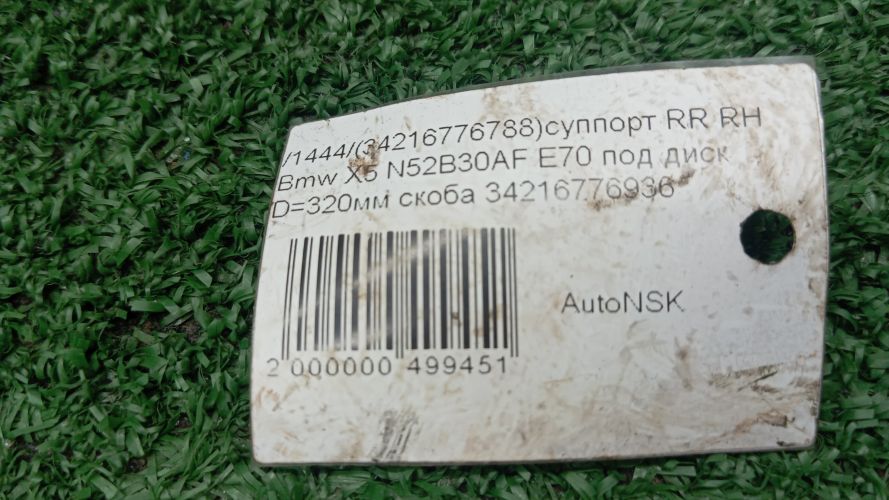 /1444/(34216776788)суппорт RR RH
Bmw X5 N52B30AF E70 под диск
D=320мм скоба 34216776936
AutoNSK
2 000000 499451